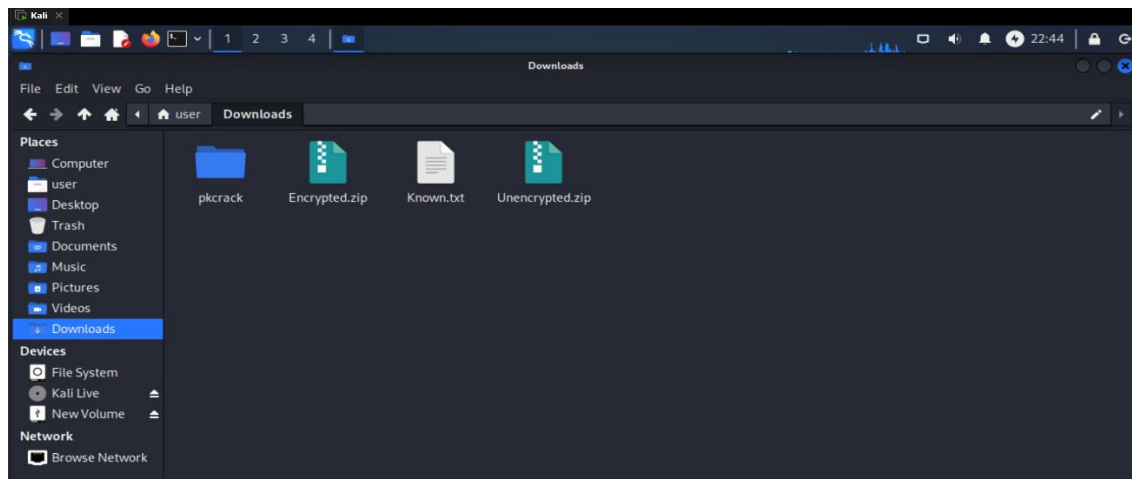 Kali
1 2 3 4
22:44
Downloads
File Edit View Go Help
user Downloads
Places
Computer
user
Desktop
Trash
Documents
Music
Pictures
Videos
Downloads
Devices
File System
Kali Live
New Volume
Network
Browse Network
pkcrack Encrypted.zip Known.txt Unencrypted.zip